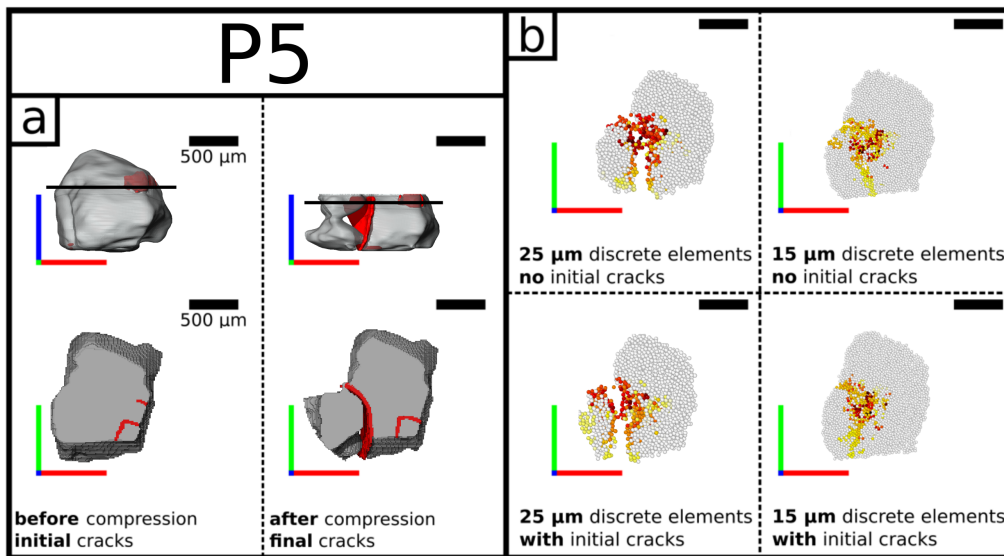 P5
a
500 µm
500 µm
before compression
initial cracks
after compression
final cracks
b
25 µm discrete elements
no initial cracks
15 µm discrete elements
no initial cracks
25 µm discrete elements
with initial cracks
15 µm discrete elements
with initial cracks